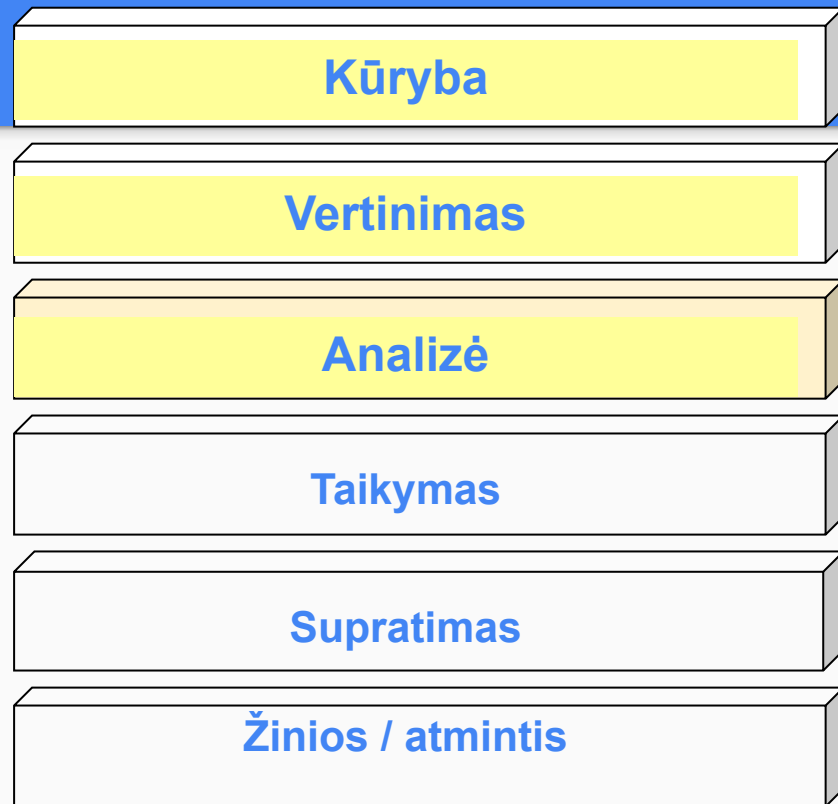 Kūryba
Vertinimas
Analizė
Taikymas
Supratimas
Žinios / atmintis